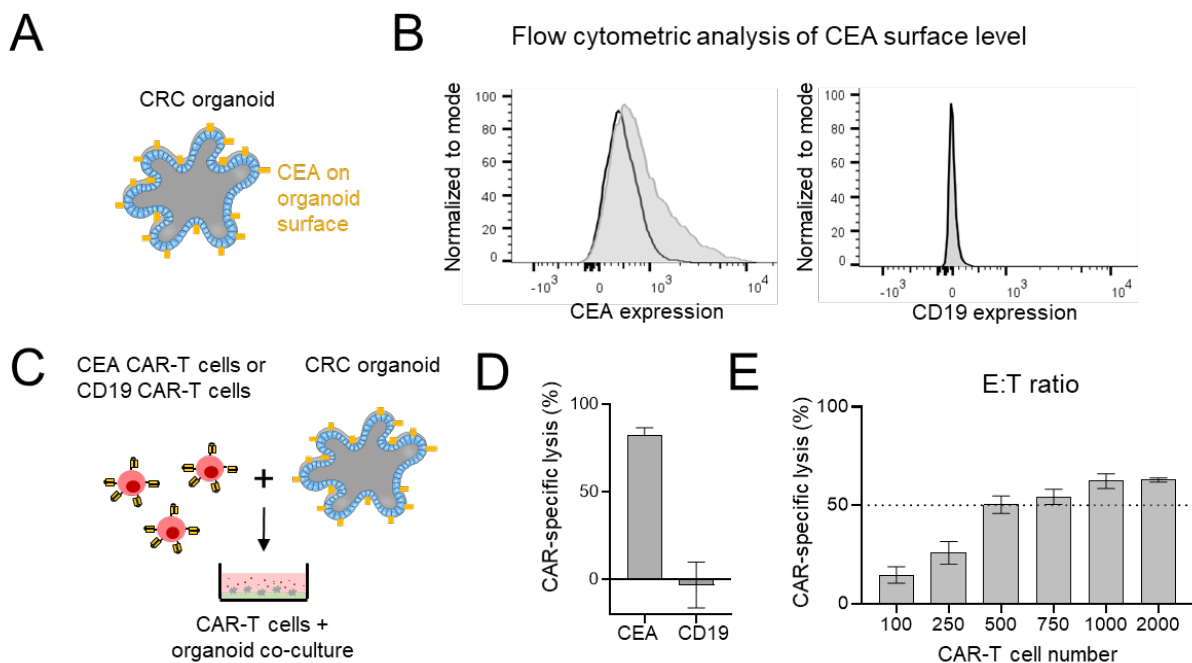 A
CRC organoid
CEA on
organoid
surface
B
Flow cytometric analysis of CEA surface level
Normalized to mode
100
80
60
40
20
0
-10³
0
10³
10⁴
CEA expression
Normalized to mode
100
80
60
40
20
0
-10³
0
10³
10⁴
CD19 expression
C
CEA CAR-T cells or
CD19 CAR-T cells
CRC organoid
+
CAR-T cells +
organoid co-culture
D
CAR-specific lysis (%)
100
50
0
CEA
CD19
E
E:T ratio
CAR-specific lysis (%)
100
50
0
100
250
500
750
1000
2000
CAR-T cell number